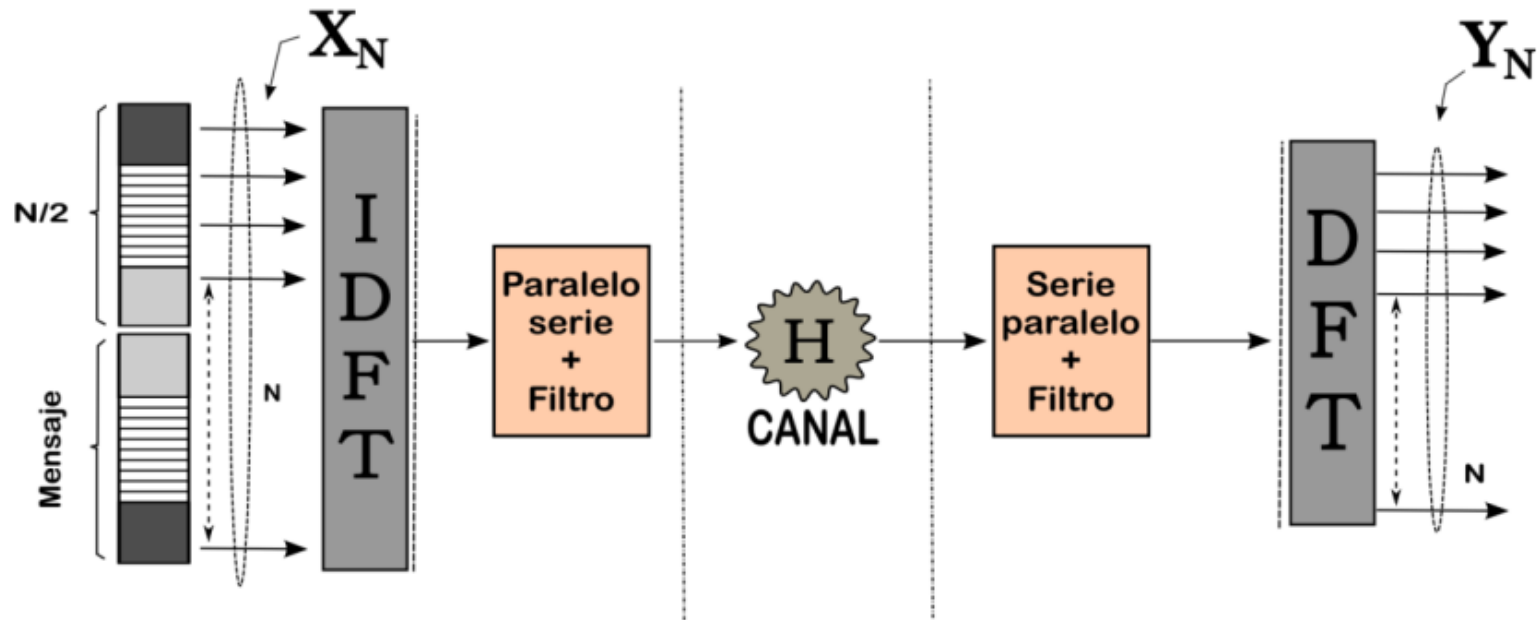 X_N
Y_N
N/2
Mensaje
N
I
D
F
T
Paralelo
serie
+
Filtro
H
CANAL
Serie
paralelo
+
Filtro
D
F
T
N